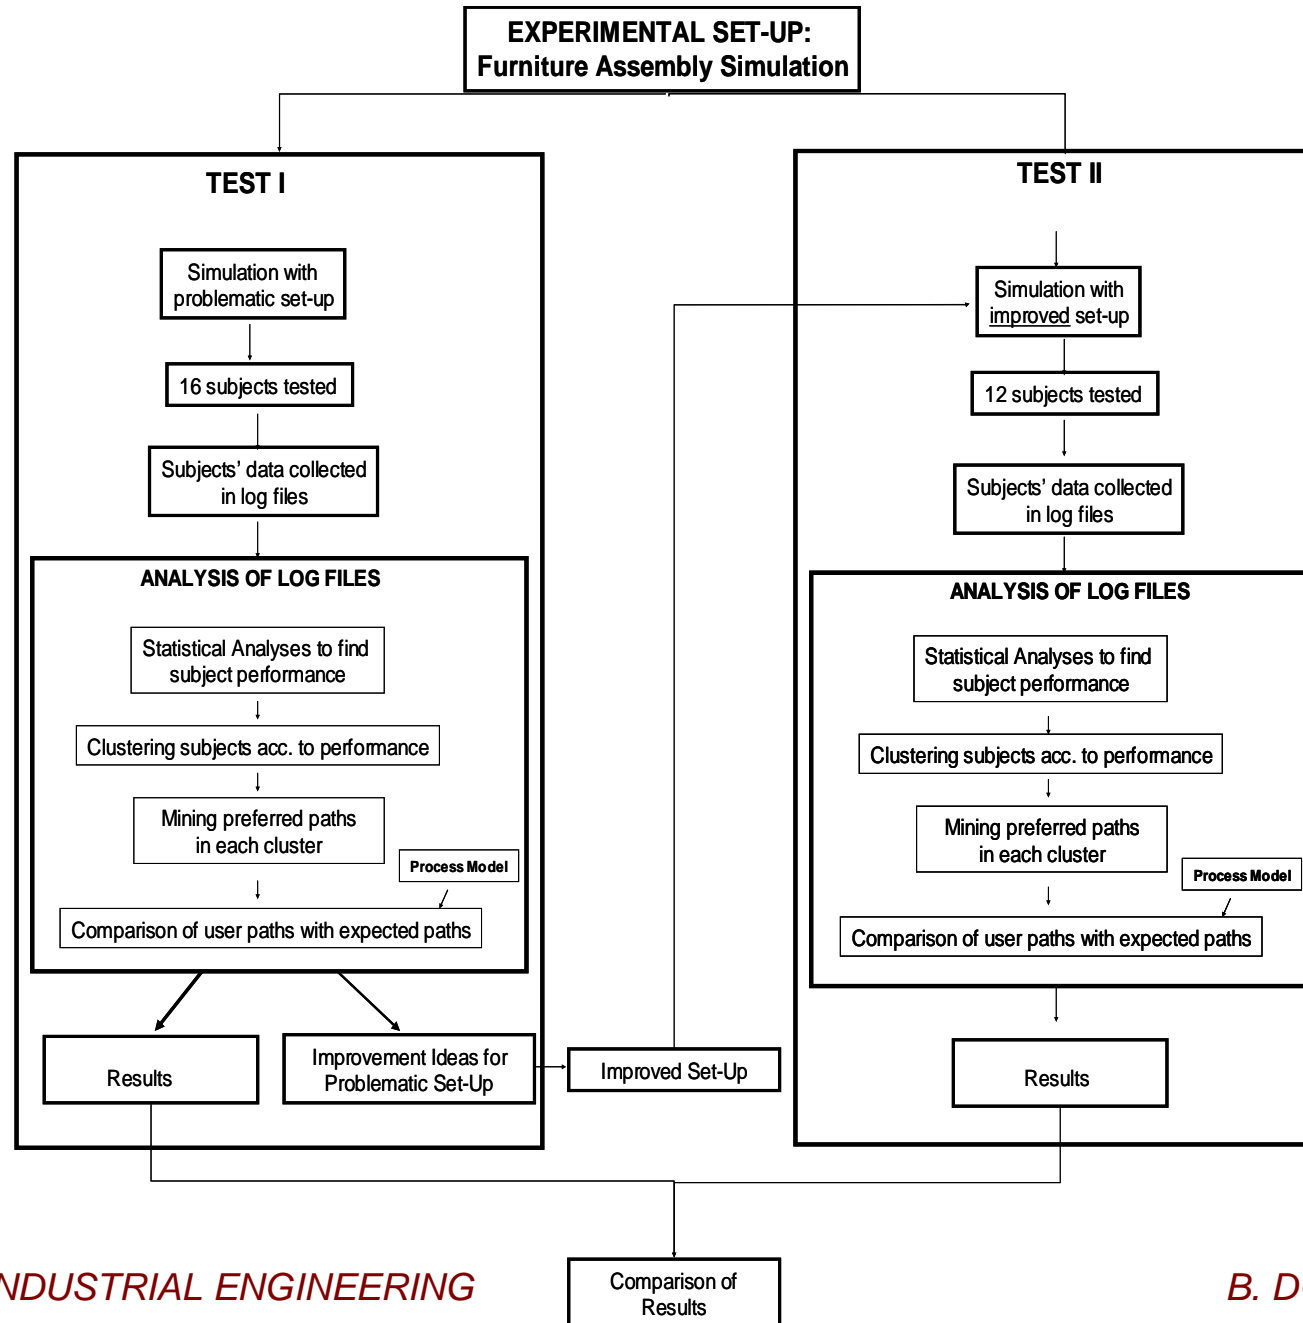 EXPERIMENTAL SET-UP:
Furniture Assembly Simulation
TEST I
Simulation with
problematic set-up
16 subjects tested
Subjects' data collected
in log files
ANALYSIS OF LOG FILES
Statistical Analyses to find
subject performance
Clustering subjects acc. to performance
Mining preferred paths
in each cluster
Process Model
Comparison of user paths with expected paths
Results
Improvement Ideas for
Problematic Set-Up
Improved Set-Up
TEST II
Simulation with
improved set-up
12 subjects tested
Subjects' data collected
in log files
ANALYSIS OF LOG FILES
Statistical Analyses to find
subject performance
Clustering subjects acc. to performance
Mining preferred paths
in each cluster
Process Model
Comparison of user paths with expected paths
Results
Comparison of
Results
NDUSTRIAL ENGINEERING
B. D